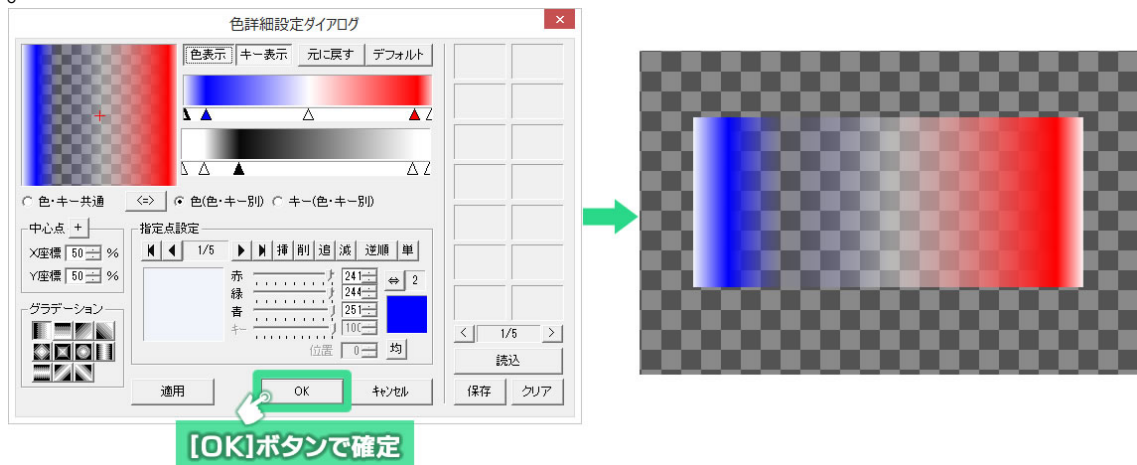 色詳細設定ダイアログ
色表示 キー表示 元に戻す デフォルト
色・キー共通 <=> 色(色・キー別) キー(色・キー別)
中心点 +
X座標 50 %
Y座標 50 %
グラデーション
指定点設定
1/5 挿 削 追 減 逆順 単
赤 241
緑 244
青 251
キー 100
⇔ 2
位置 0 均
< 1/5 >
読込
適用 OK キャンセル 保存 クリア
[OK]ボタンで確定